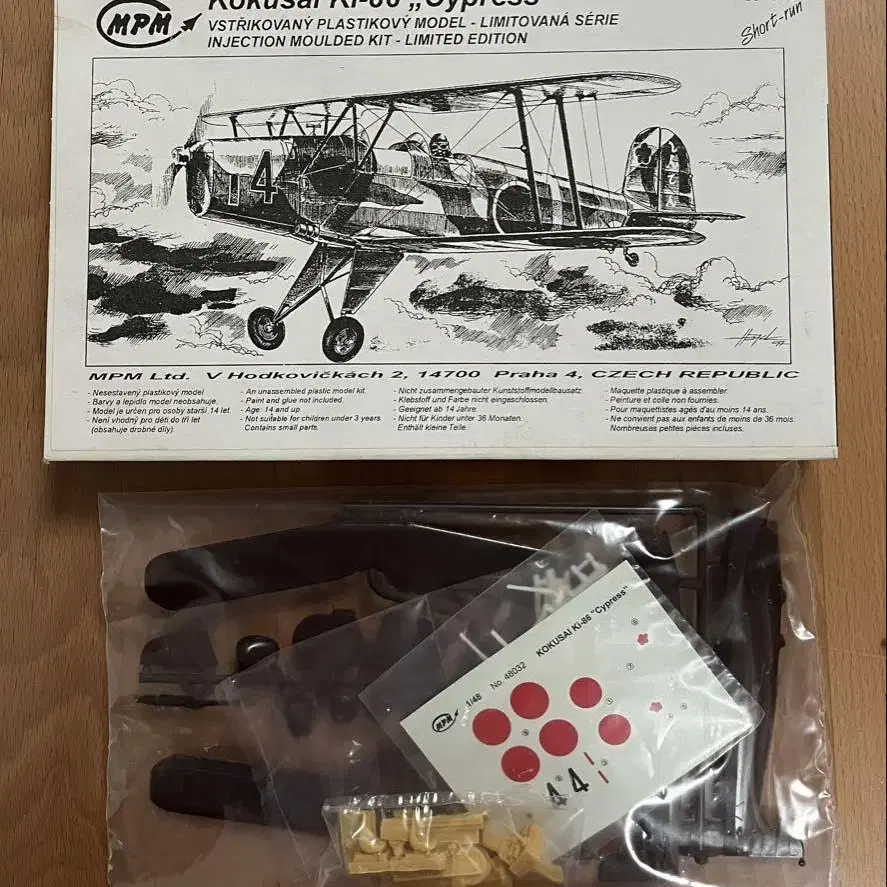 MPM
Kokusai Ki-86 „Cypress"
VSTŘIKOVANÝ PLASTIKOVÝ MODEL - LIMITOVANÁ SÉRIE
INJECTION MOULDED KIT - LIMITED EDITION
Short-run
14
MPM Ltd. V Hodkovičkách 2, 14700 Praha 4, CZECH REPUBLIC
- Nesestavený plastikový model
- Barvy a lepidlo model neobsahuje.
- Model je určen pro osoby starší 14 let.
- Není vhodný pro děti do tří let
(obsahuje drobné díly).
- An unassembled plastic model kit.
- Paint and glue not included.
- Age: 14 and up.
- Not suitable for children under 3 years.
Contains small parts.
- Nicht zusammengebauter Kunststoffmodellbausatz.
- Klebstoff und Farbe nicht eingeschlossen.
- Geeignet ab 14 Jahre.
- Nicht für Kinder unter 36 Monaten.
Enthält kleine Teile.
- Maquette plastique à assembler.
- Peinture et colle non fournies.
- Pour maquettistes agés d'au moins 14 ans.
- Ne convient pas aux enfants de moins de 36 mois.
Nombreuses petites pièces incluses.
MPM 1/48 No. 48032 KOKUSAI Ki-86 "Cypress"
4 4